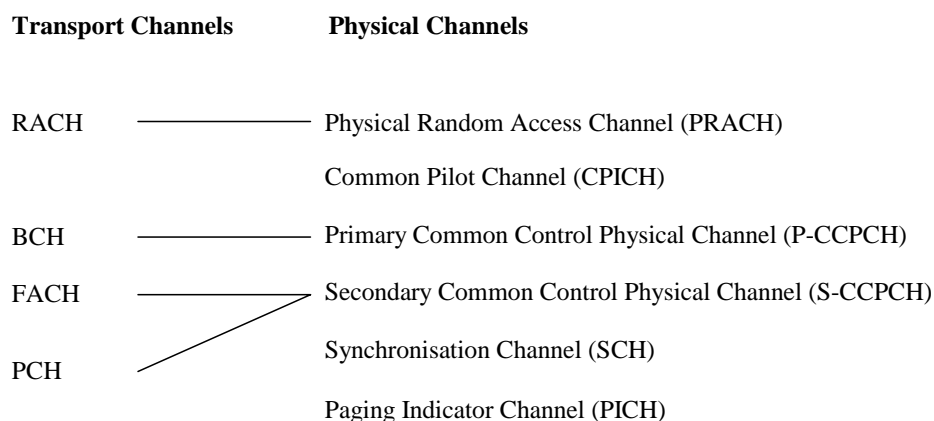 Transport Channels Physical Channels
RACH Physical Random Access Channel (PRACH)
Common Pilot Channel (CPICH)
BCH Primary Common Control Physical Channel (P-CCPCH)
FACH Secondary Common Control Physical Channel (S-CCPCH)
Synchronisation Channel (SCH)
PCH
Paging Indicator Channel (PICH)